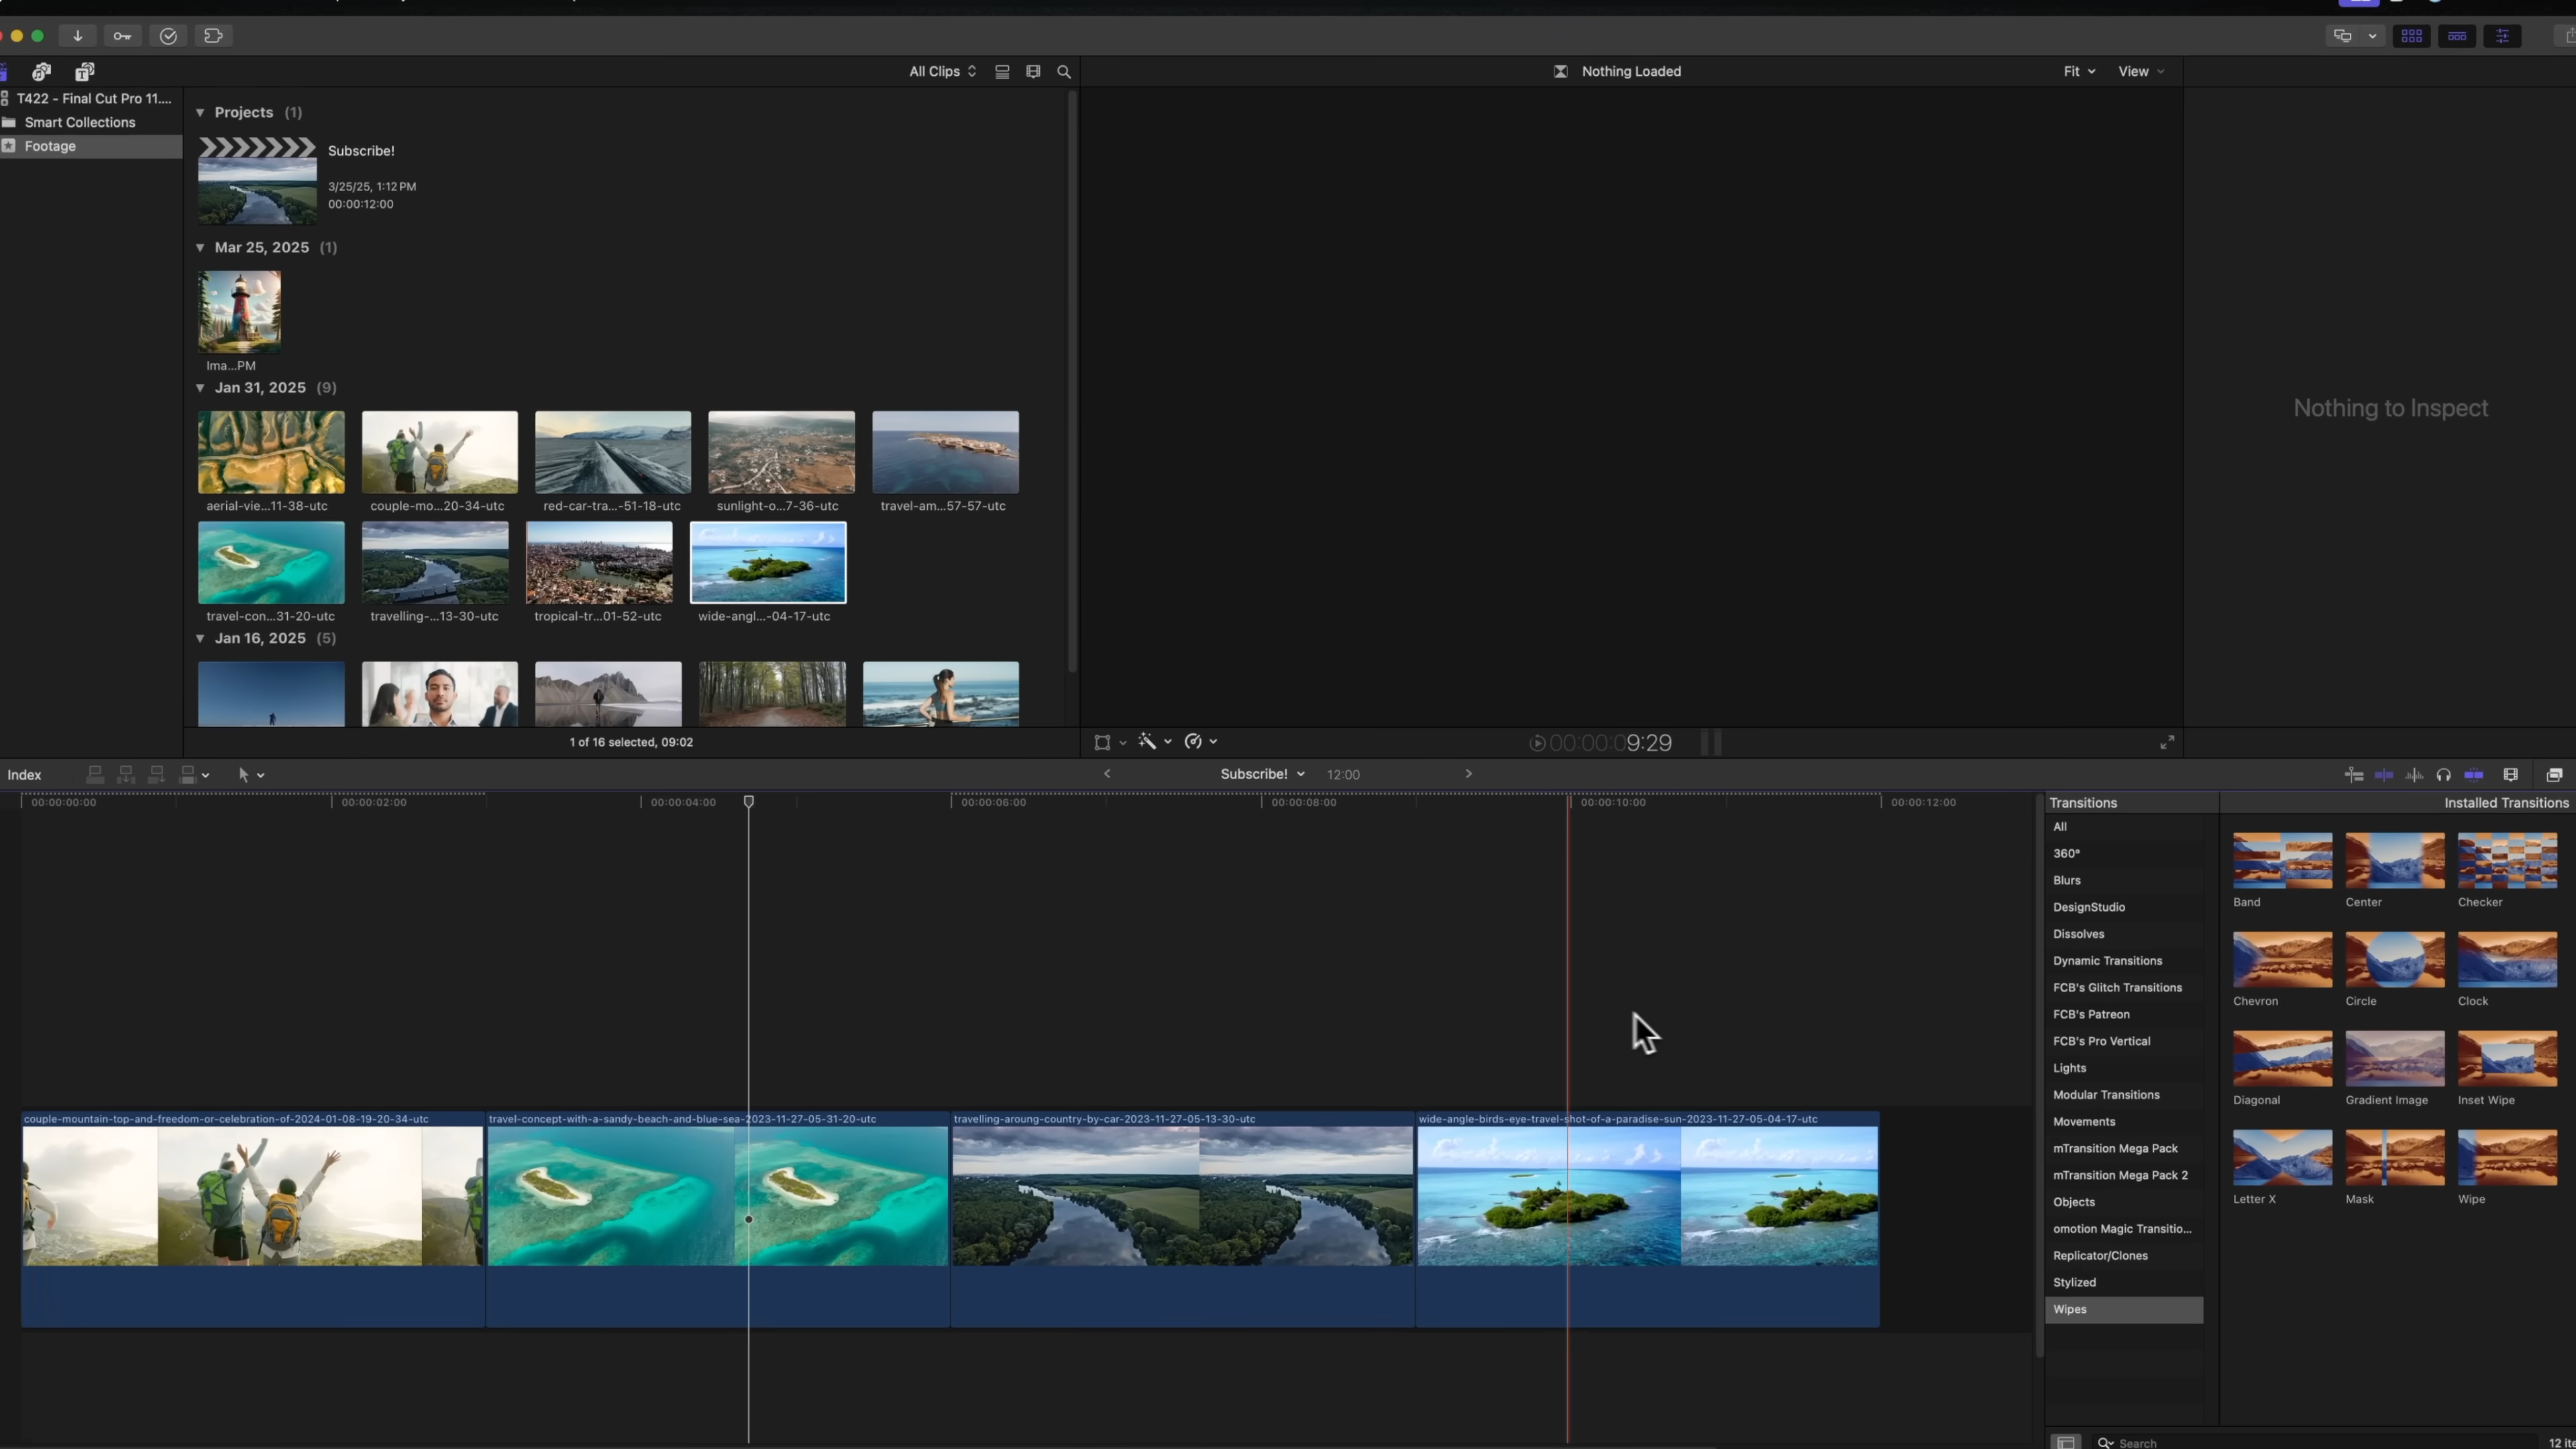 All Clips
Nothing Loaded
Fit
View
T422 - Final Cut Pro 11....
Smart Collections
Footage
Projects (1)
Subscribe!
3/25/25, 1:12 PM
00:00:12:00
Mar 25, 2025 (1)
Ima...PM
Jan 31, 2025 (9)
aerial-vie...11-38-utc
couple-mo...20-34-utc
red-car-tra...-51-18-utc
sunlight-o...7-36-utc
travel-am...57-57-utc
travel-con...31-20-utc
travelling-...13-30-utc
tropical-tr...01-52-utc
wide-angl...-04-17-utc
Jan 16, 2025 (5)
1 of 16 selected, 09:02
00:00:09:29
Nothing to Inspect
Index
Subscribe!
12:00
00:00:00:00
00:00:02:00
00:00:04:00
00:00:06:00
00:00:08:00
00:00:10:00
00:00:12:00
couple-mountain-top-and-freedom-or-celebration-of-2024-01-08-19-20-34-utc
travel-concept-with-a-sandy-beach-and-blue-sea-2023-11-27-05-31-20-utc
travelling-aroung-country-by-car-2023-11-27-05-13-30-utc
wide-angle-birds-eye-travel-shot-of-a-paradise-sun-2023-11-27-05-04-17-utc
Transitions
Installed Transitions
All
360°
Blurs
DesignStudio
Dissolves
Dynamic Transitions
FCB's Glitch Transitions
FCB's Patreon
FCB's Pro Vertical
Lights
Modular Transitions
Movements
mTransition Mega Pack
mTransition Mega Pack 2
Objects
omotion Magic Transitio...
Replicator/Clones
Stylized
Wipes
Band
Center
Checker
Chevron
Circle
Clock
Diagonal
Gradient Image
Inset Wipe
Letter X
Mask
Wipe
Search
12